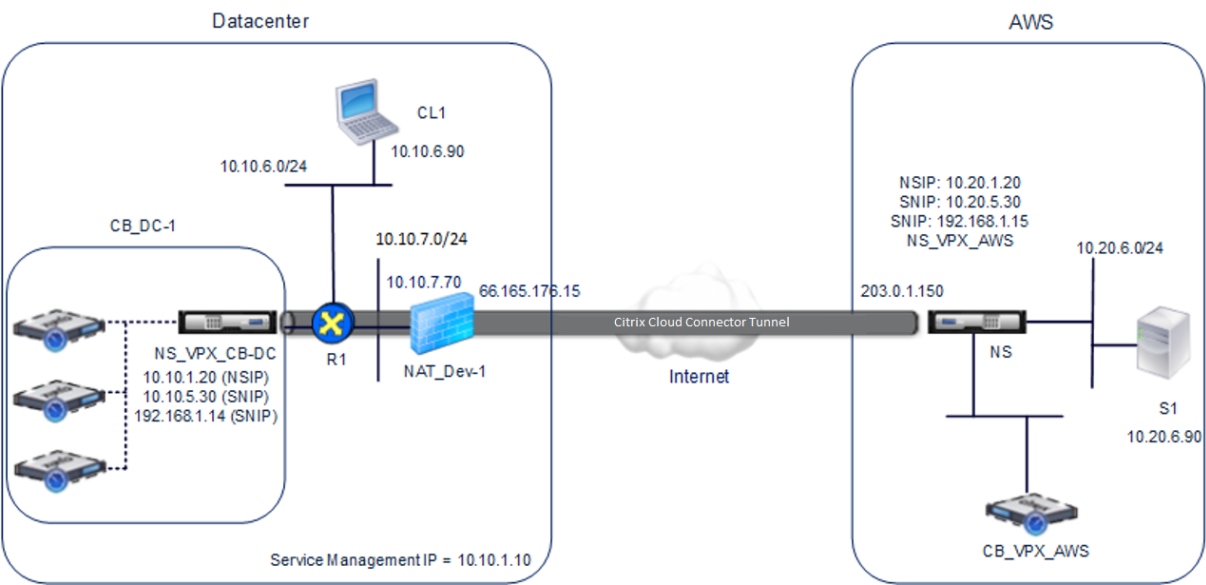 Datacenter
AWS
CL1
10.10.6.90
10.10.6.0/24
CB_DC-1
10.10.7.0/24
10.10.7.70
66.165.176.15
NS_VPX_CB-DC
10.10.1.20 (NSIP)
10.10.5.30 (SNIP)
192.168.1.14 (SNIP)
R1
NAT_Dev-1
Citrix Cloud Connector Tunnel
Internet
203.0.1.150
NSIP: 10.20.1.20
SNIP: 10.20.5.30
SNIP: 192.168.1.15
NS_VPX_AWS
10.20.6.0/24
NS
S1
10.20.6.90
CB_VPX_AWS
Service Management IP = 10.10.1.10